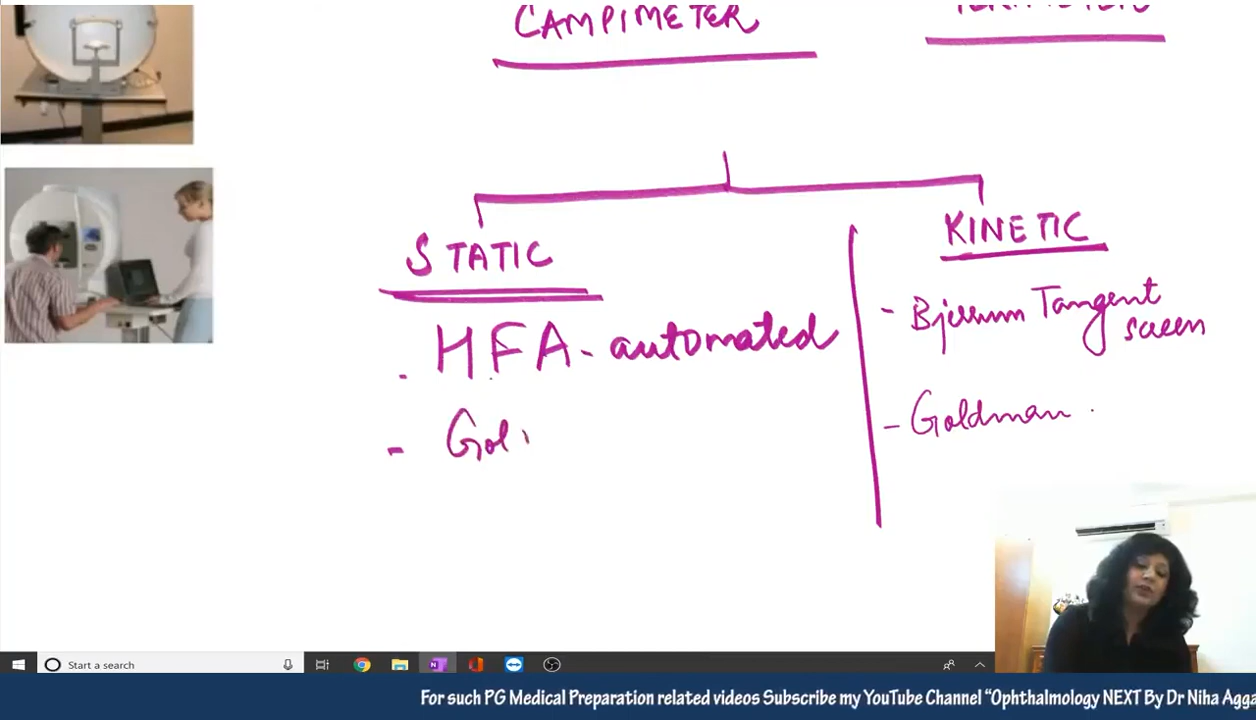 CAMPIMETER
STATIC
KINETIC
- HFA - automated
- Bjerrum Tangent
screen
- Goldman
- Gol
Start a search
For such PG Medical Preparation related videos Subscribe my YouTube Channel “Ophthalmology NEXT By Dr Niha Agga